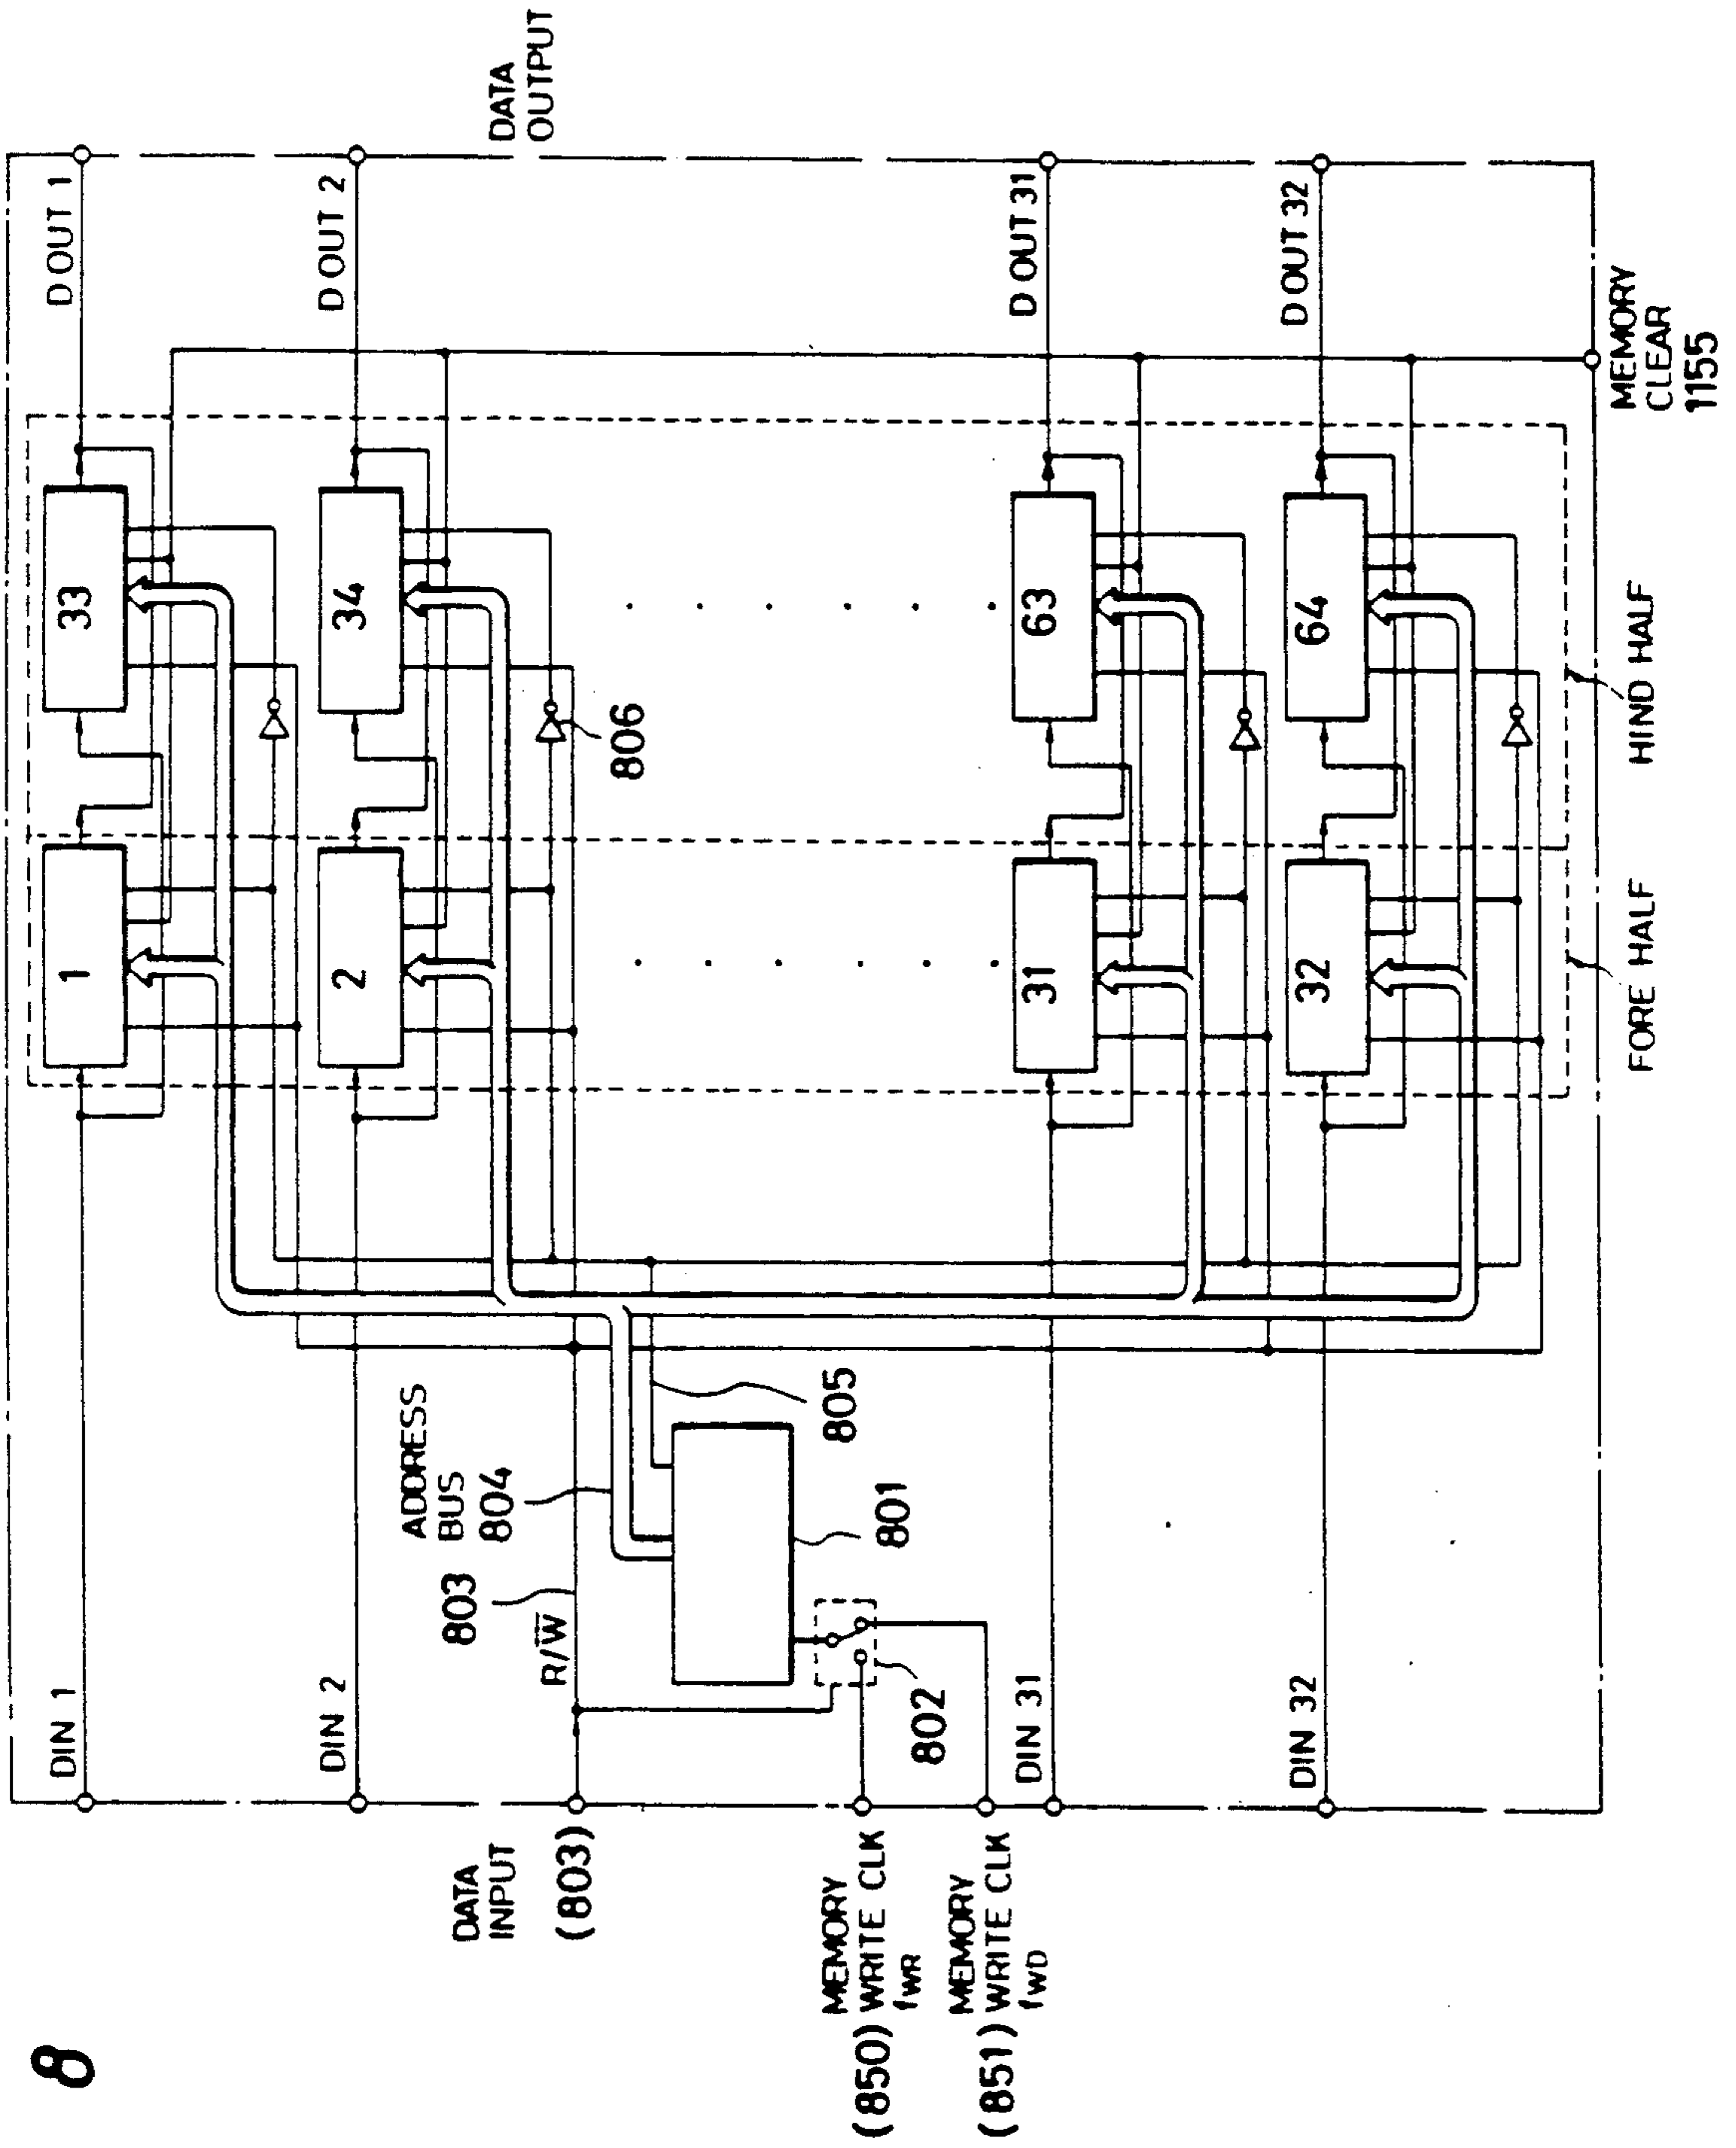 8
DATA
INPUT
(803)
MEMORY
(850) WRITE CLK
fWR
MEMORY
(851) WRITE CLK
fWD
DIN 1
DIN 2
R/W̅
803
ADDRESS
BUS
804
805
801
802
DIN 31
DIN 32
1
33
2
34
806
31
63
32
64
FORE HALF
HIND HALF
D OUT 1
D OUT 2
D OUT 31
D OUT 32
DATA
OUTPUT
MEMORY
CLEAR
1155